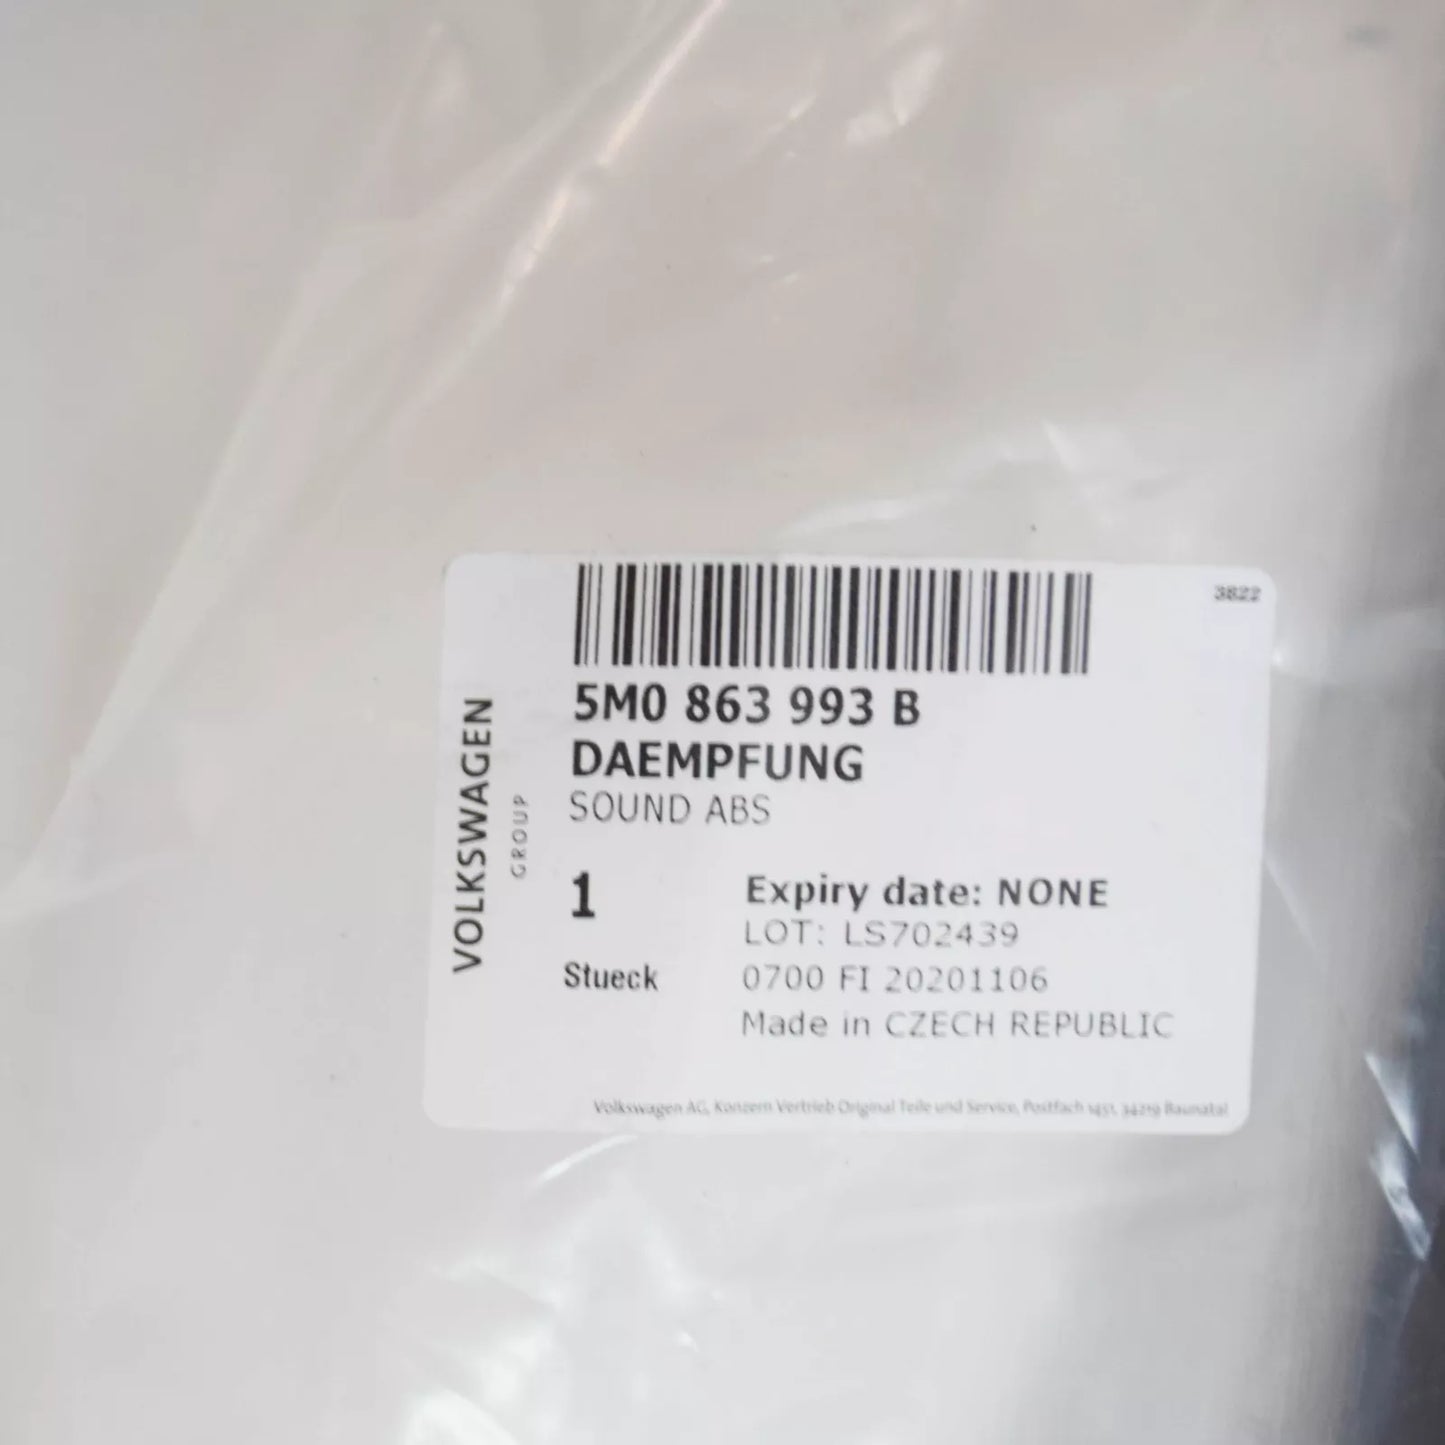 3822
5M0 863 993 B
DAEMPFUNG
SOUND ABS
VOLKSWAGEN
GROUP
1
Expiry date: NONE
LOT: LS702439
Stueck
0700 FI 20201106
Made in CZECH REPUBLIC
Volkswagen AG, Konzern Vertrieb Original Teile und Service, Postfach 1451, 34219 Baunatal